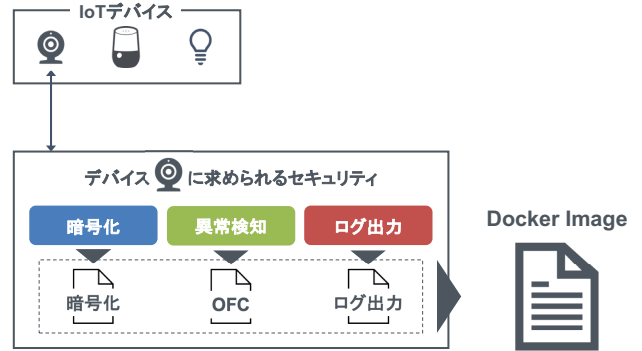 IoTデバイス
デバイス に求められるセキュリティ
暗号化 異常検知 ログ出力
暗号化 OFC ログ出力
Docker Image